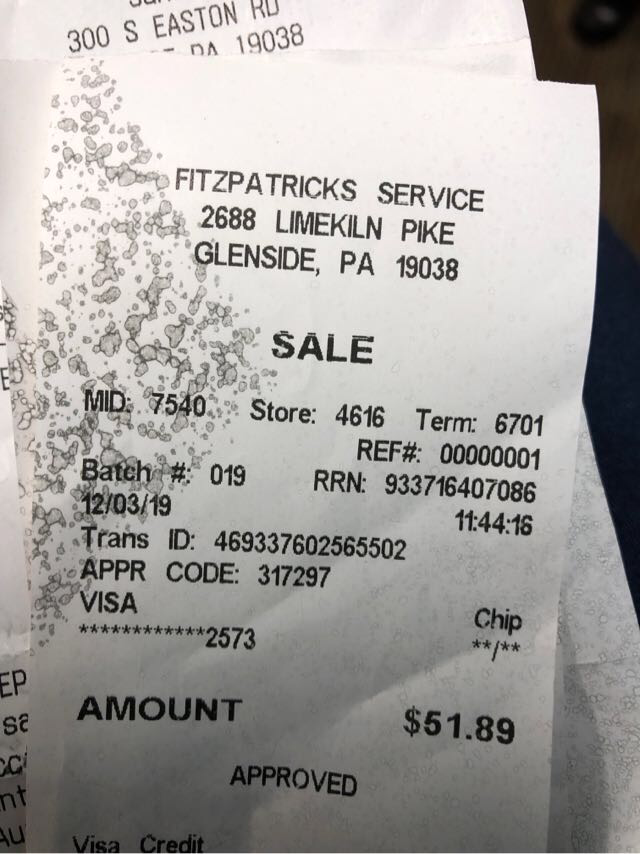 300 S EASTON RD
PA 19038
FITZPATRICKS SERVICE
2688 LIMEKILN PIKE
GLENSIDE, PA 19038
SALE
MID: 7540 Store: 4616 Term: 6701
REF#: 00000001
Batch #: 019 RRN: 933716407086
12/03/19 11:44:16
Trans ID: 469337602565502
APPR CODE: 317297
VISA Chip
************2573 **/**
AMOUNT $51.89
APPROVED
Visa Credit